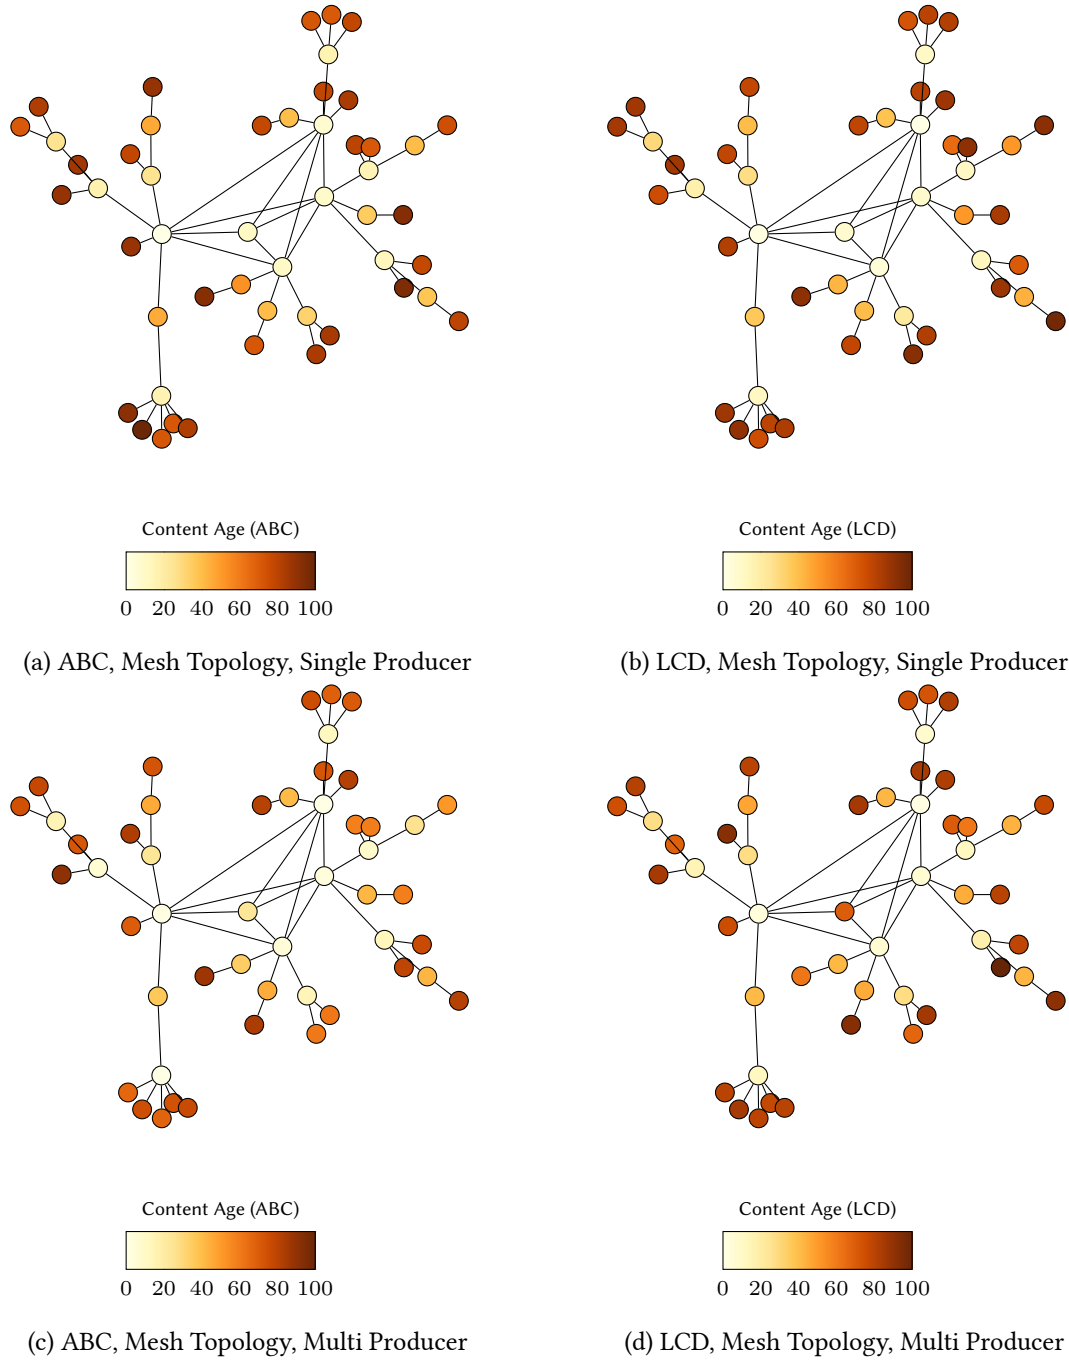 Content Age (ABC)
0 20 40 60 80 100
(a) ABC, Mesh Topology, Single Producer
Content Age (LCD)
0 20 40 60 80 100
(b) LCD, Mesh Topology, Single Producer
Content Age (ABC)
0 20 40 60 80 100
(c) ABC, Mesh Topology, Multi Producer
Content Age (LCD)
0 20 40 60 80 100
(d) LCD, Mesh Topology, Multi Producer